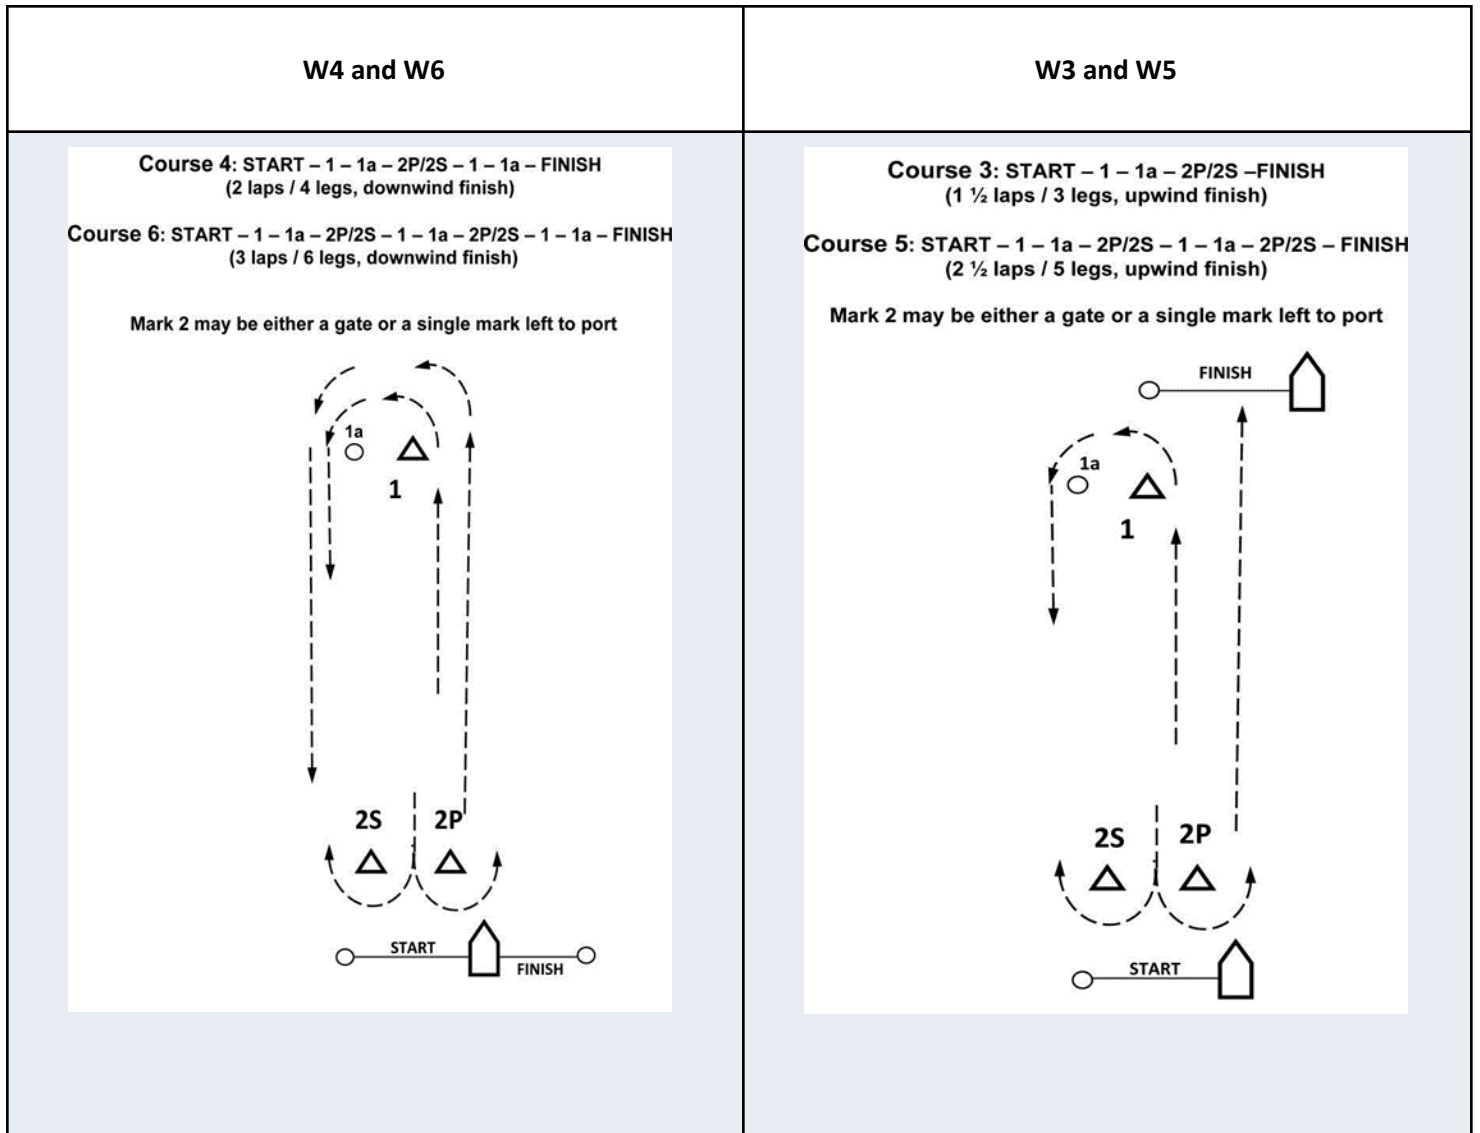 W4 and W6
Course 4: START – 1 – 1a – 2P/2S – 1 – 1a – FINISH
(2 laps / 4 legs, downwind finish)
Course 6: START – 1 – 1a – 2P/2S – 1 – 1a – 2P/2S – 1 – 1a – FINISH
(3 laps / 6 legs, downwind finish)
Mark 2 may be either a gate or a single mark left to port
1a
1
2S
2P
START
FINISH
W3 and W5
Course 3: START – 1 – 1a – 2P/2S –FINISH
(1 ½ laps / 3 legs, upwind finish)
Course 5: START – 1 – 1a – 2P/2S – 1 – 1a – 2P/2S – FINISH
(2 ½ laps / 5 legs, upwind finish)
Mark 2 may be either a gate or a single mark left to port
FINISH
1a
1
2S
2P
START